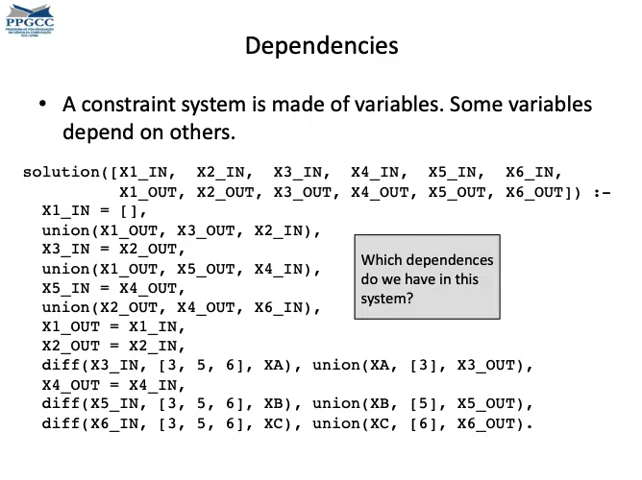 PPGCC
Dependencies
• A constraint system is made of variables. Some variables
depend on others.
solution([X1_IN, X2_IN, X3_IN, X4_IN, X5_IN, X6_IN,
X1_OUT, X2_OUT, X3_OUT, X4_OUT, X5_OUT, X6_OUT]) :-
X1_IN = [],
union(X1_OUT, X3_OUT, X2_IN),
X3_IN = X2_OUT,
union(X1_OUT, X5_OUT, X4_IN),
X5_IN = X4_OUT,
union(X2_OUT, X4_OUT, X6_IN),
X1_OUT = X1_IN,
X2_OUT = X2_IN,
diff(X3_IN, [3, 5, 6], XA), union(XA, [3], X3_OUT),
X4_OUT = X4_IN,
diff(X5_IN, [3, 5, 6], XB), union(XB, [5], X5_OUT),
diff(X6_IN, [3, 5, 6], XC), union(XC, [6], X6_OUT).
Which dependences
do we have in this
system?